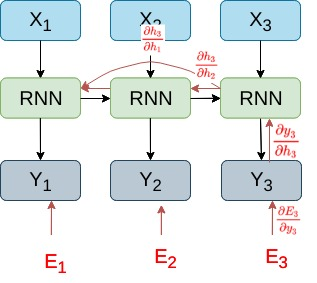 X1 X2 X3
∂h3/∂h1
∂h3/∂h2
RNN RNN RNN
∂y3/∂h3
Y1 Y2 Y3
∂E3/∂y3
E1 E2 E3